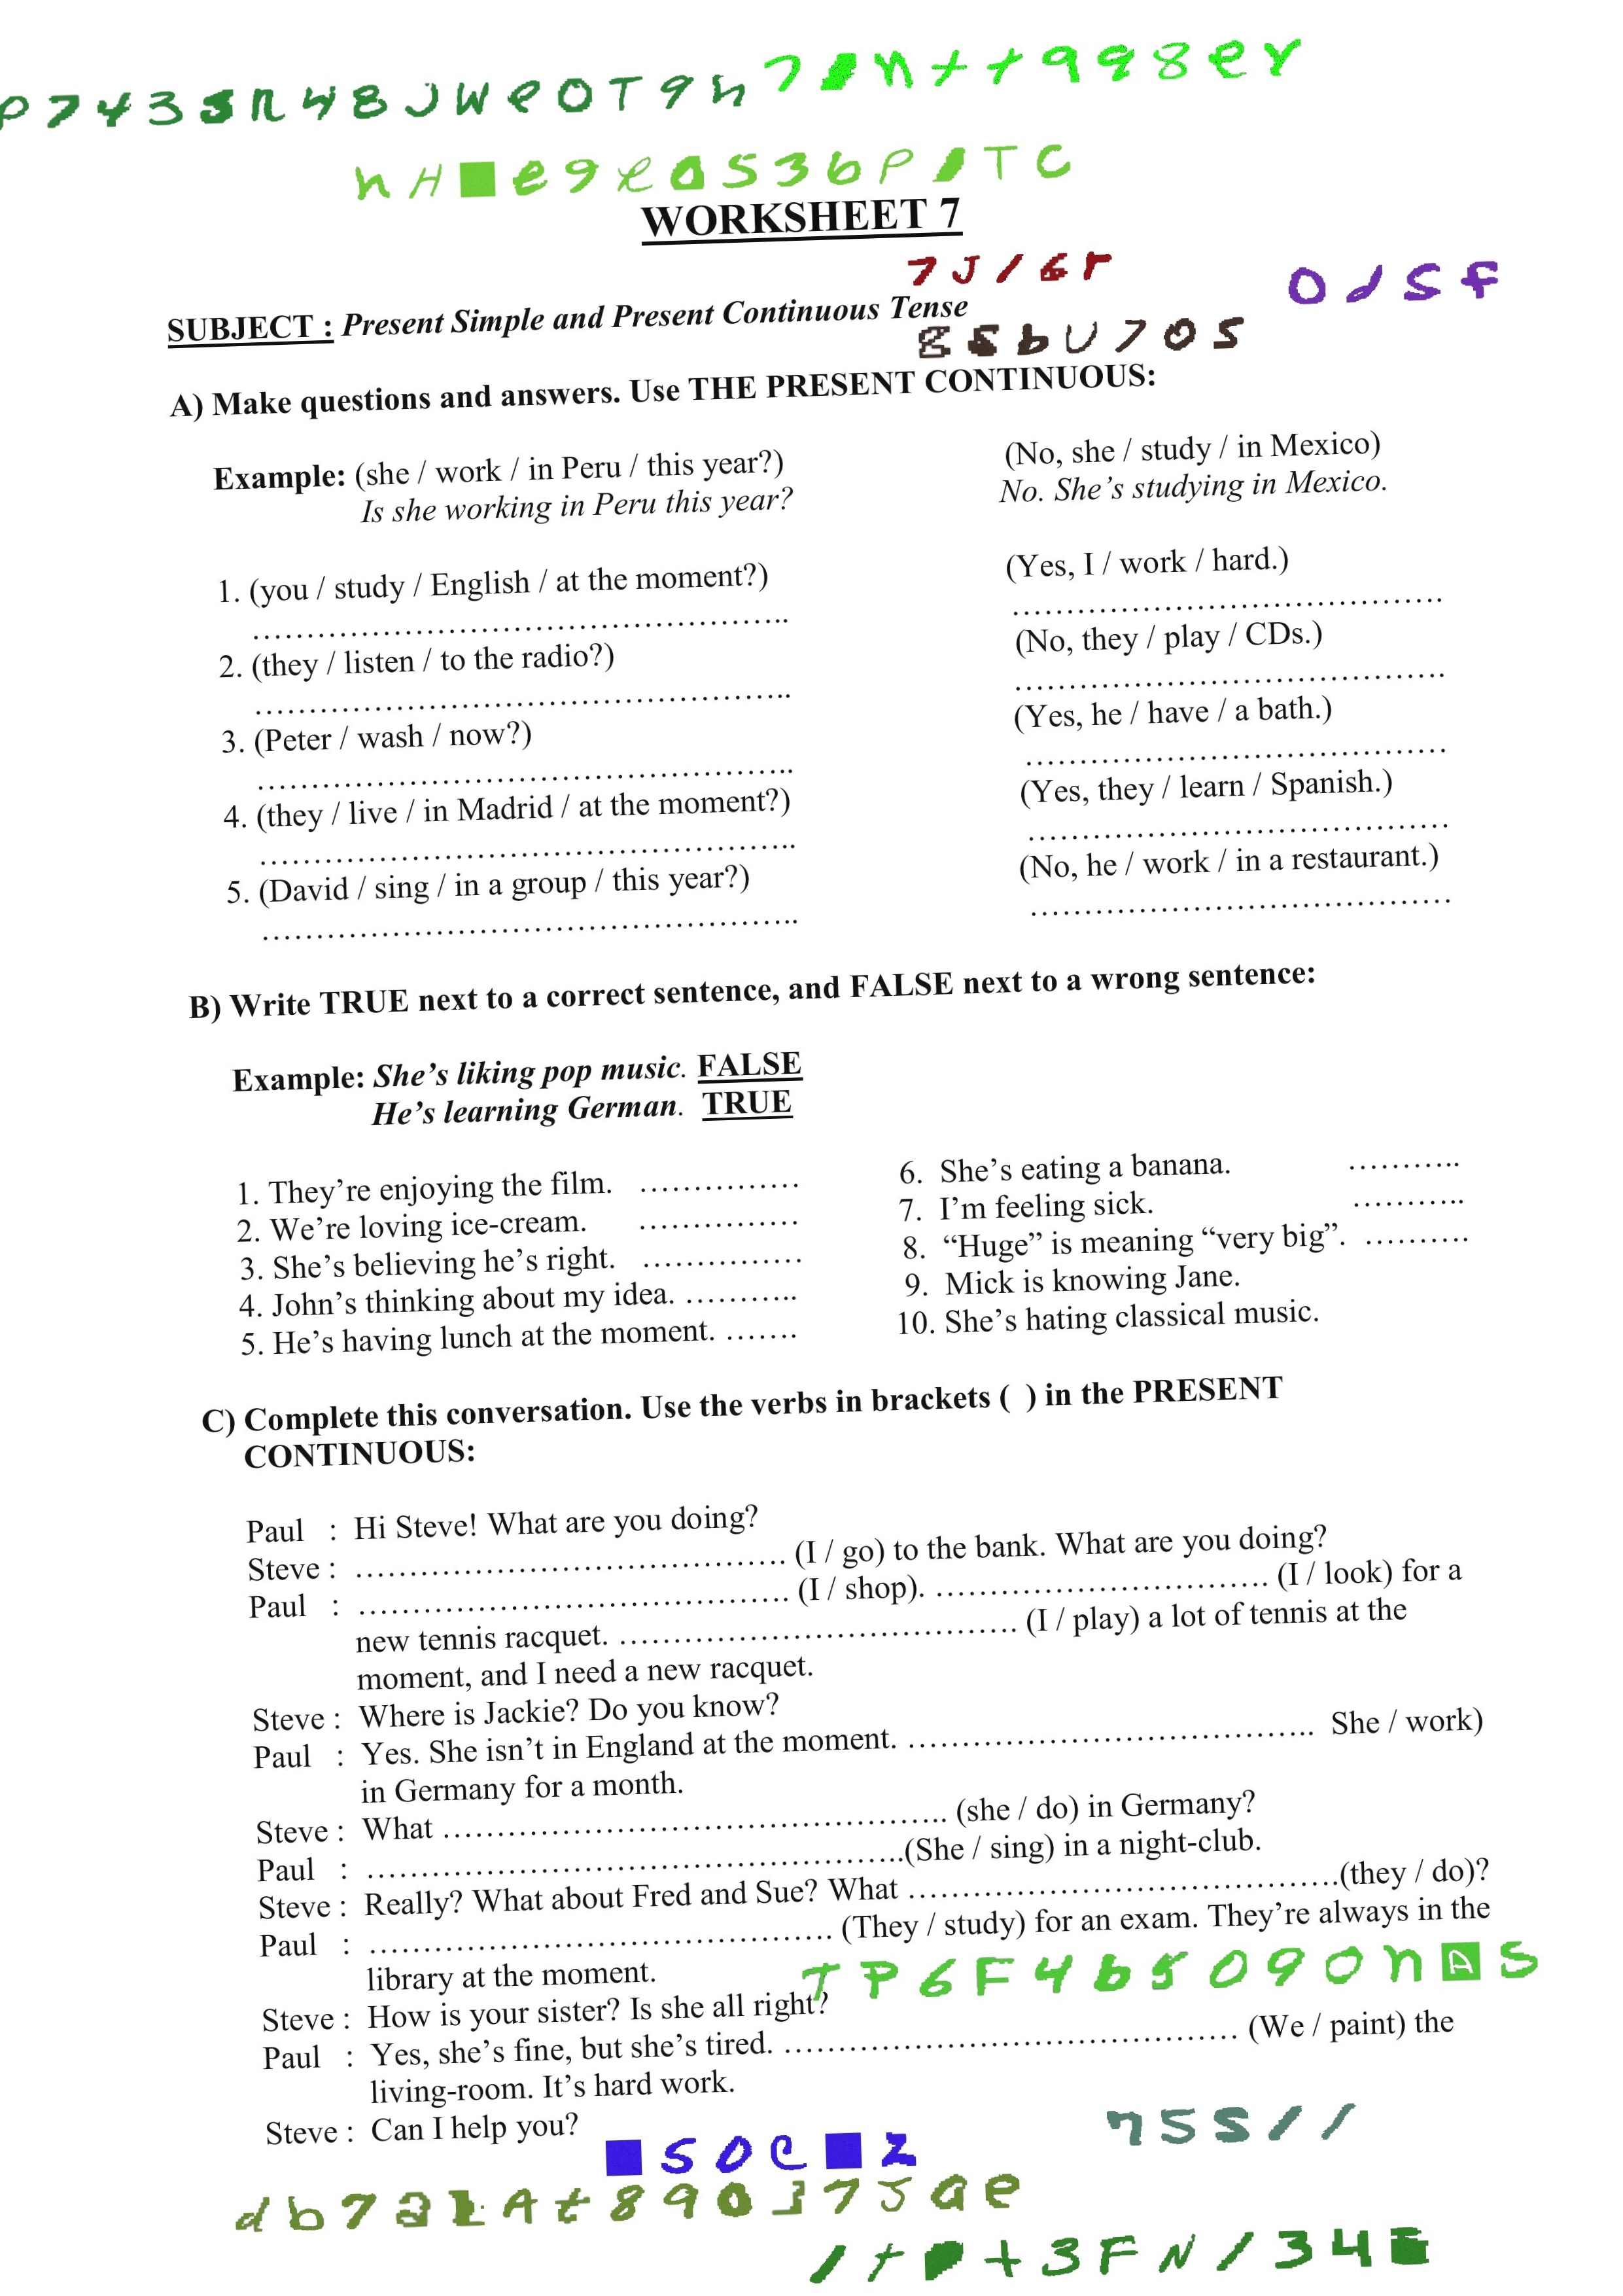 WORKSHEET 7
SUBJECT : Present Simple and Present Continuous Tense
A) Make questions and answers. Use THE PRESENT CONTINUOUS:
Example: (she / work / in Peru / this year?) (No, she / study / in Mexico)
Is she working in Peru this year? No. She’s studying in Mexico.
1. (you / study / English / at the moment?) (Yes, I / work / hard.)
2. (they / listen / to the radio?) (No, they / play / CDs.)
3. (Peter / wash / now?) (Yes, he / have / a bath.)
4. (they / live / in Madrid / at the moment?) (Yes, they / learn / Spanish.)
5. (David / sing / in a group / this year?) (No, he / work / in a restaurant.)
B) Write TRUE next to a correct sentence, and FALSE next to a wrong sentence:
Example: She’s liking pop music. FALSE
He’s learning German. TRUE
1. They’re enjoying the film. ……………
2. We’re loving ice-cream. ……………
3. She’s believing he’s right. ……………
4. John’s thinking about my idea. ………..
5. He’s having lunch at the moment. …….
6. She’s eating a banana. ………..
7. I’m feeling sick. ………..
8. “Huge” is meaning “very big”. ……….
9. Mick is knowing Jane.
10. She’s hating classical music.
C) Complete this conversation. Use the verbs in brackets ( ) in the PRESENT
CONTINUOUS:
Paul : Hi Steve! What are you doing?
Steve : …………………………………. (I / go) to the bank. What are you doing?
Paul : …………………………………. (I / shop). …………………………. (I / look) for a
new tennis racquet. ………………………………. (I / play) a lot of tennis at the
moment, and I need a new racquet.
Steve : Where is Jackie? Do you know?
Paul : Yes. She isn’t in England at the moment. ……………………………….. She / work)
in Germany for a month.
Steve : What ……………………………………….. (she / do) in Germany?
Paul : …………………………………………..(She / sing) in a night-club.
Steve : Really? What about Fred and Sue? What ………………………………….(they / do)?
Paul : ……………………………………. (They / study) for an exam. They’re always in the
library at the moment.
Steve : How is your sister? Is she all right?
Paul : Yes, she’s fine, but she’s tired. …………………………………… (We / paint) the
living-room. It’s hard work.
Steve : Can I help you?